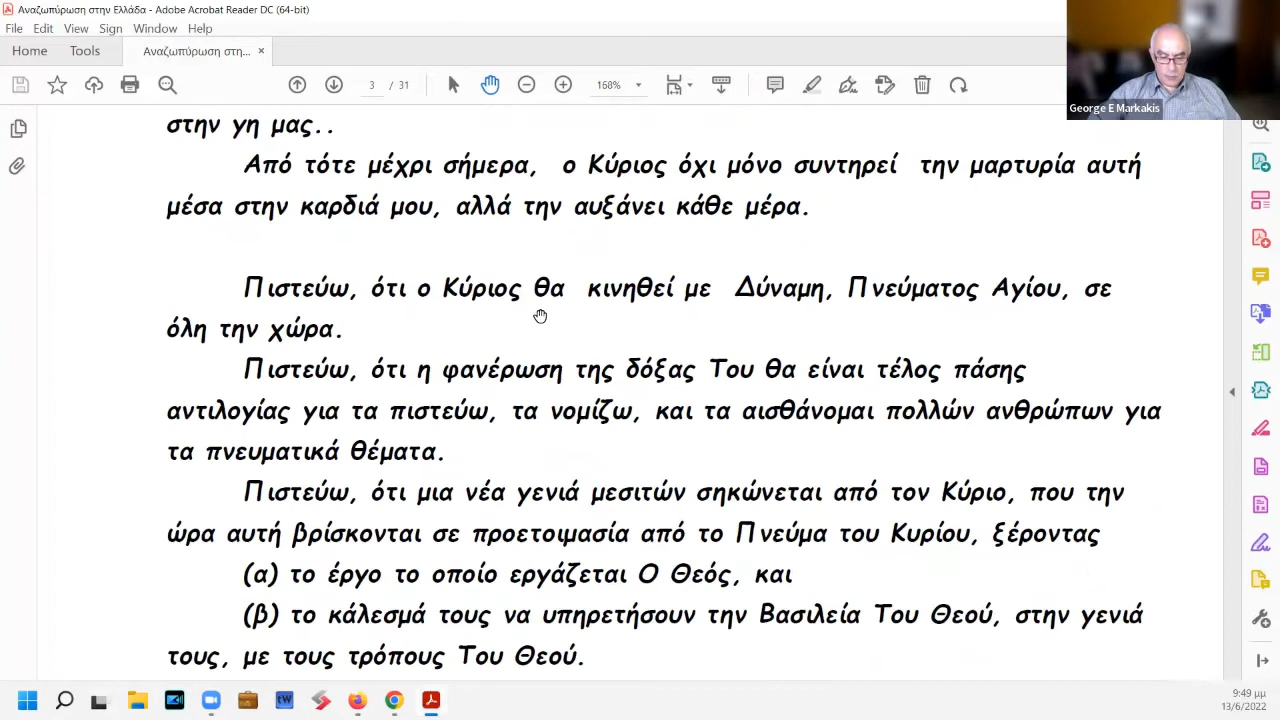 Αναζωπύρωση στην Ελλάδα - Adobe Acrobat Reader DC (64-bit)
File Edit View Sign Window Help
Home Tools Αναζωπύρωση στη... ×
3 / 31 168%
George E Markakis
στην γη μας..
Από τότε μέχρι σήμερα, ο Κύριος όχι μόνο συντηρεί την μαρτυρία αυτή
μέσα στην καρδιά μου, αλλά την αυξάνει κάθε μέρα.
Πιστεύω, ότι ο Κύριος θα κινηθεί με Δύναμη, Πνεύματος Αγίου, σε
όλη την χώρα.
Πιστεύω, ότι η φανέρωση της δόξας Του θα είναι τέλος πάσης
αντιλογίας για τα πιστεύω, τα νομίζω, και τα αισθάνομαι πολλών ανθρώπων για
τα πνευματικά θέματα.
Πιστεύω, ότι μια νέα γενιά μεσιτών σηκώνεται από τον Κύριο, που την
ώρα αυτή βρίσκονται σε προετοιμασία από το Πνεύμα του Κυρίου, ξέροντας
(α) το έργο το οποίο εργάζεται Ο Θεός, και
(β) το κάλεσμά τους να υπηρετήσουν την Βασιλεία Του Θεού, στην γενιά
τους, με τους τρόπους Του Θεού.
tW
9:49 μμ
13/6/2022